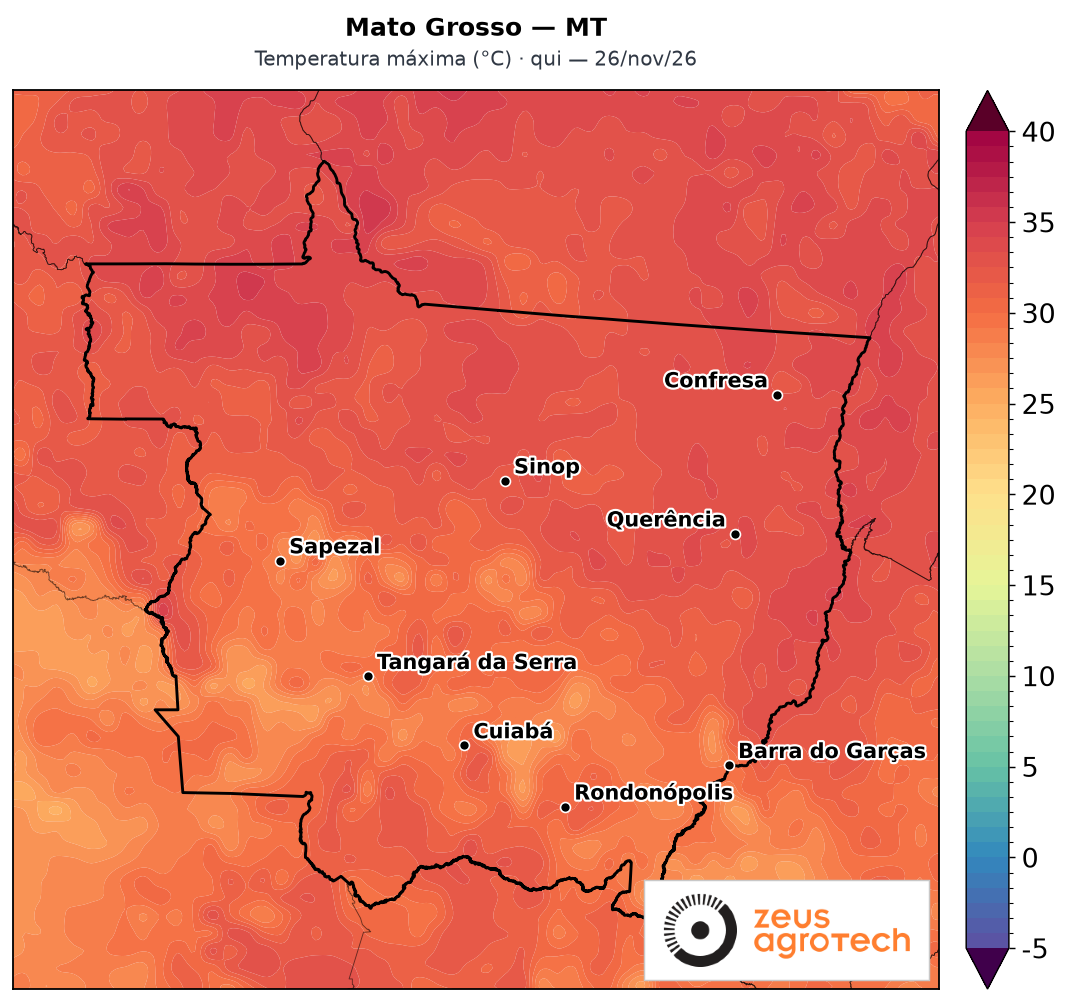 Mato Grosso — MT
Temperatura máxima (°C) · qui — 26/nov/26
40
35
30
25
20
15
10
5
0
-5
Confresa
Sinop
Querência
Sapezal
Tangará da Serra
Cuiabá
Barra do Garças
Rondonópolis
zeus
agrotech